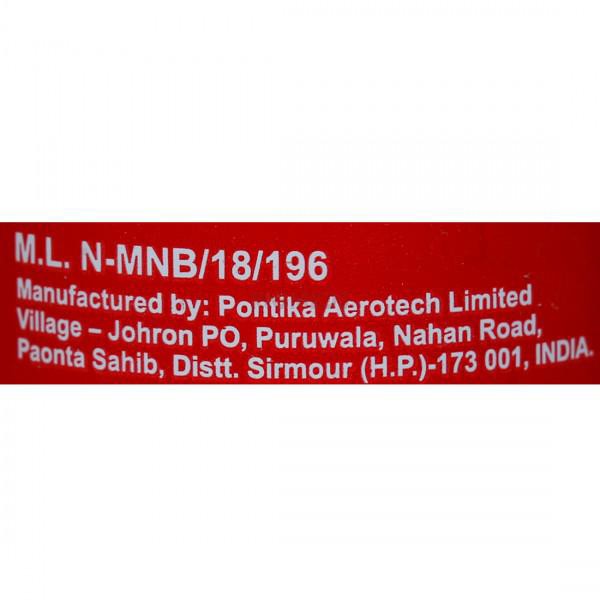 M.L. N-MNB/18/196
Manufactured by: Pontika Aerotech Limited
Village – Johron PO, Puruwala, Nahan Road,
Paonta Sahib, Distt. Sirmour (H.P.)-173 001, INDIA.